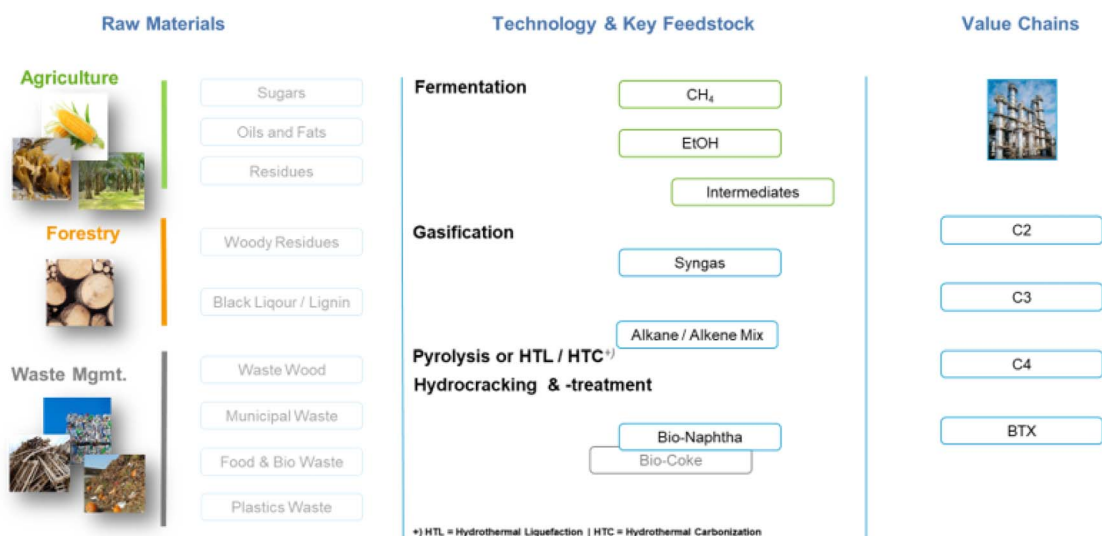 Raw Materials
Technology & Key Feedstock
Value Chains
Agriculture
Sugars
Oils and Fats
Residues
Forestry
Woody Residues
Black Liqour / Lignin
Waste Mgmt.
Waste Wood
Municipal Waste
Food & Bio Waste
Plastics Waste
Fermentation
CH₄
EtOH
Intermediates
Gasification
Syngas
Alkane / Alkene Mix
Pyrolysis or HTL / HTC⁺⁾
Hydrocracking & -treatment
Bio-Naphtha
Bio-Coke
+) HTL = Hydrothermal Liquefaction | HTC = Hydrothermal Carbonization
C2
C3
C4
BTX